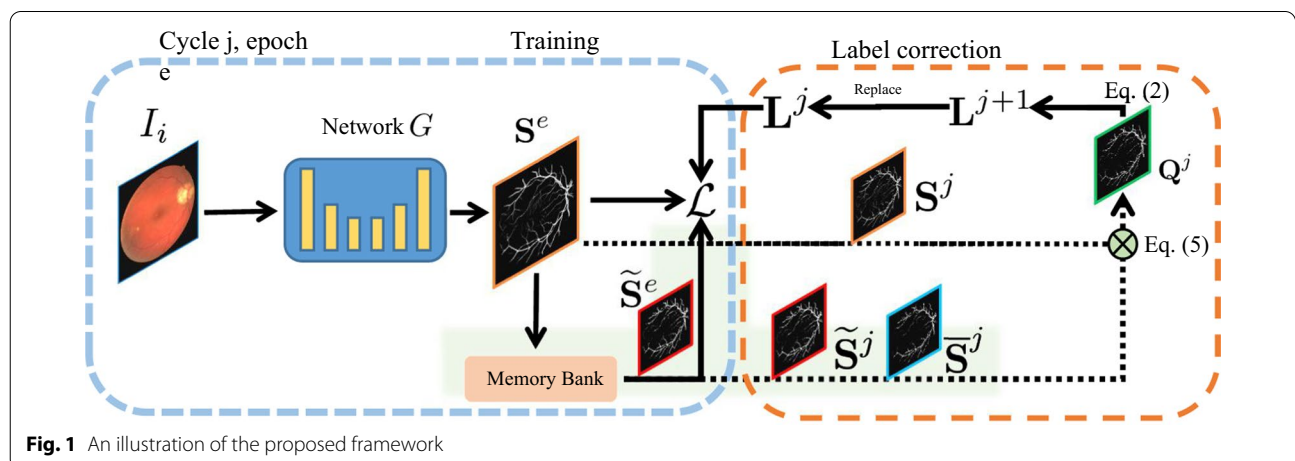 Cycle j, epoch
e
Training
Label correction
I_i
Network G
S^e
L^j
Replace
L^{j+1}
Eq. (2)
Q^j
ℒ
S^j
Eq. (5)
S̃^e
S̃^j
S̅^j
Memory Bank
Fig. 1 An illustration of the proposed framework